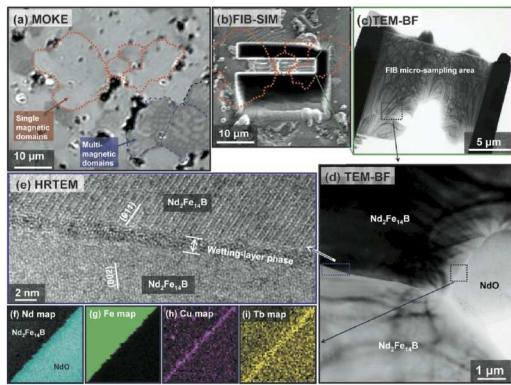 (a) MOKE
Single
magnetic
domains
Multi-
magnetic
domains
10 μm
(b)FIB-SIM
10 μm
(c)TEM-BF
FIB micro-sampling area
5 μm
(d) TEM-BF
Nd₂Fe₁₄B
NdO
Nd₂Fe₁₄B
1 μm
(e) HRTEM
Nd₂Fe₁₄B
(011)
Wetting-layer phase
(002)
Nd₂Fe₁₄B
2 nm
(f) Nd map
Nd₂Fe₁₄B
NdO
(g) Fe map
(h) Cu map
(i) Tb map